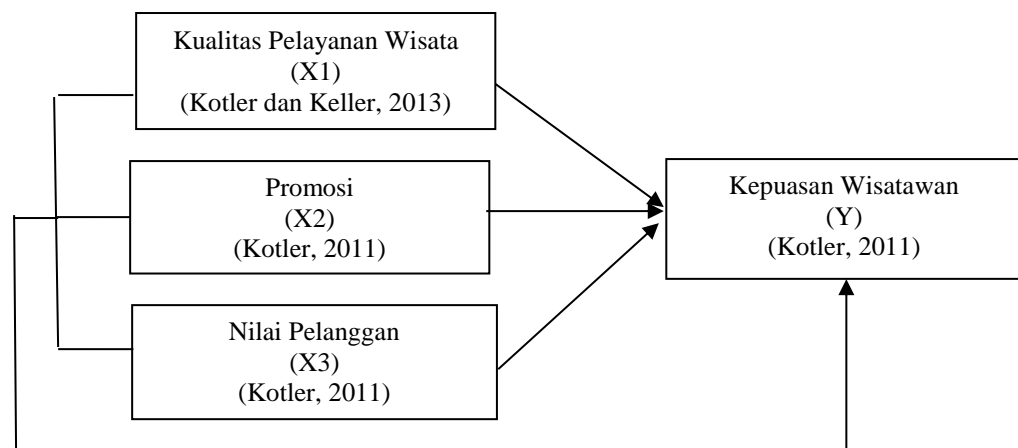 Kualitas Pelayanan Wisata
(X1)
(Kotler dan Keller, 2013)
Promosi
(X2)
(Kotler, 2011)
Nilai Pelanggan
(X3)
(Kotler, 2011)
Kepuasan Wisatawan
(Y)
(Kotler, 2011)